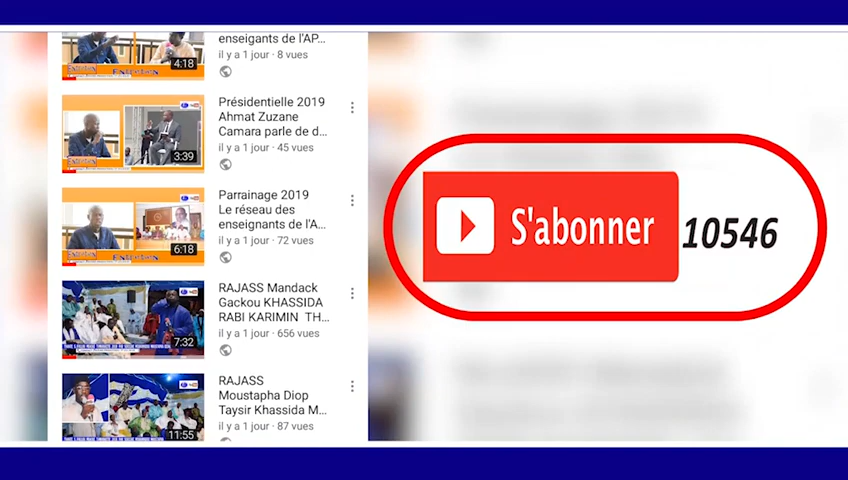 enseigants de l'AP...
il y a 1 jour · 8 vues
4:18
Présidentielle 2019
Ahmat Zuzane
Camara parle de d...
il y a 1 jour · 45 vues
3:39
Parrainage 2019
Le réseau des
enseignants de l'A...
il y a 1 jour · 72 vues
6:18
RAJASS Mandack
Gackou KHASSIDA
RABI KARIMIN TH...
il y a 1 jour · 656 vues
7:32
RAJASS
Moustapha Diop
Taysir Khassida M...
il y a 1 jour · 87 vues
11:55
S'abonner
10546